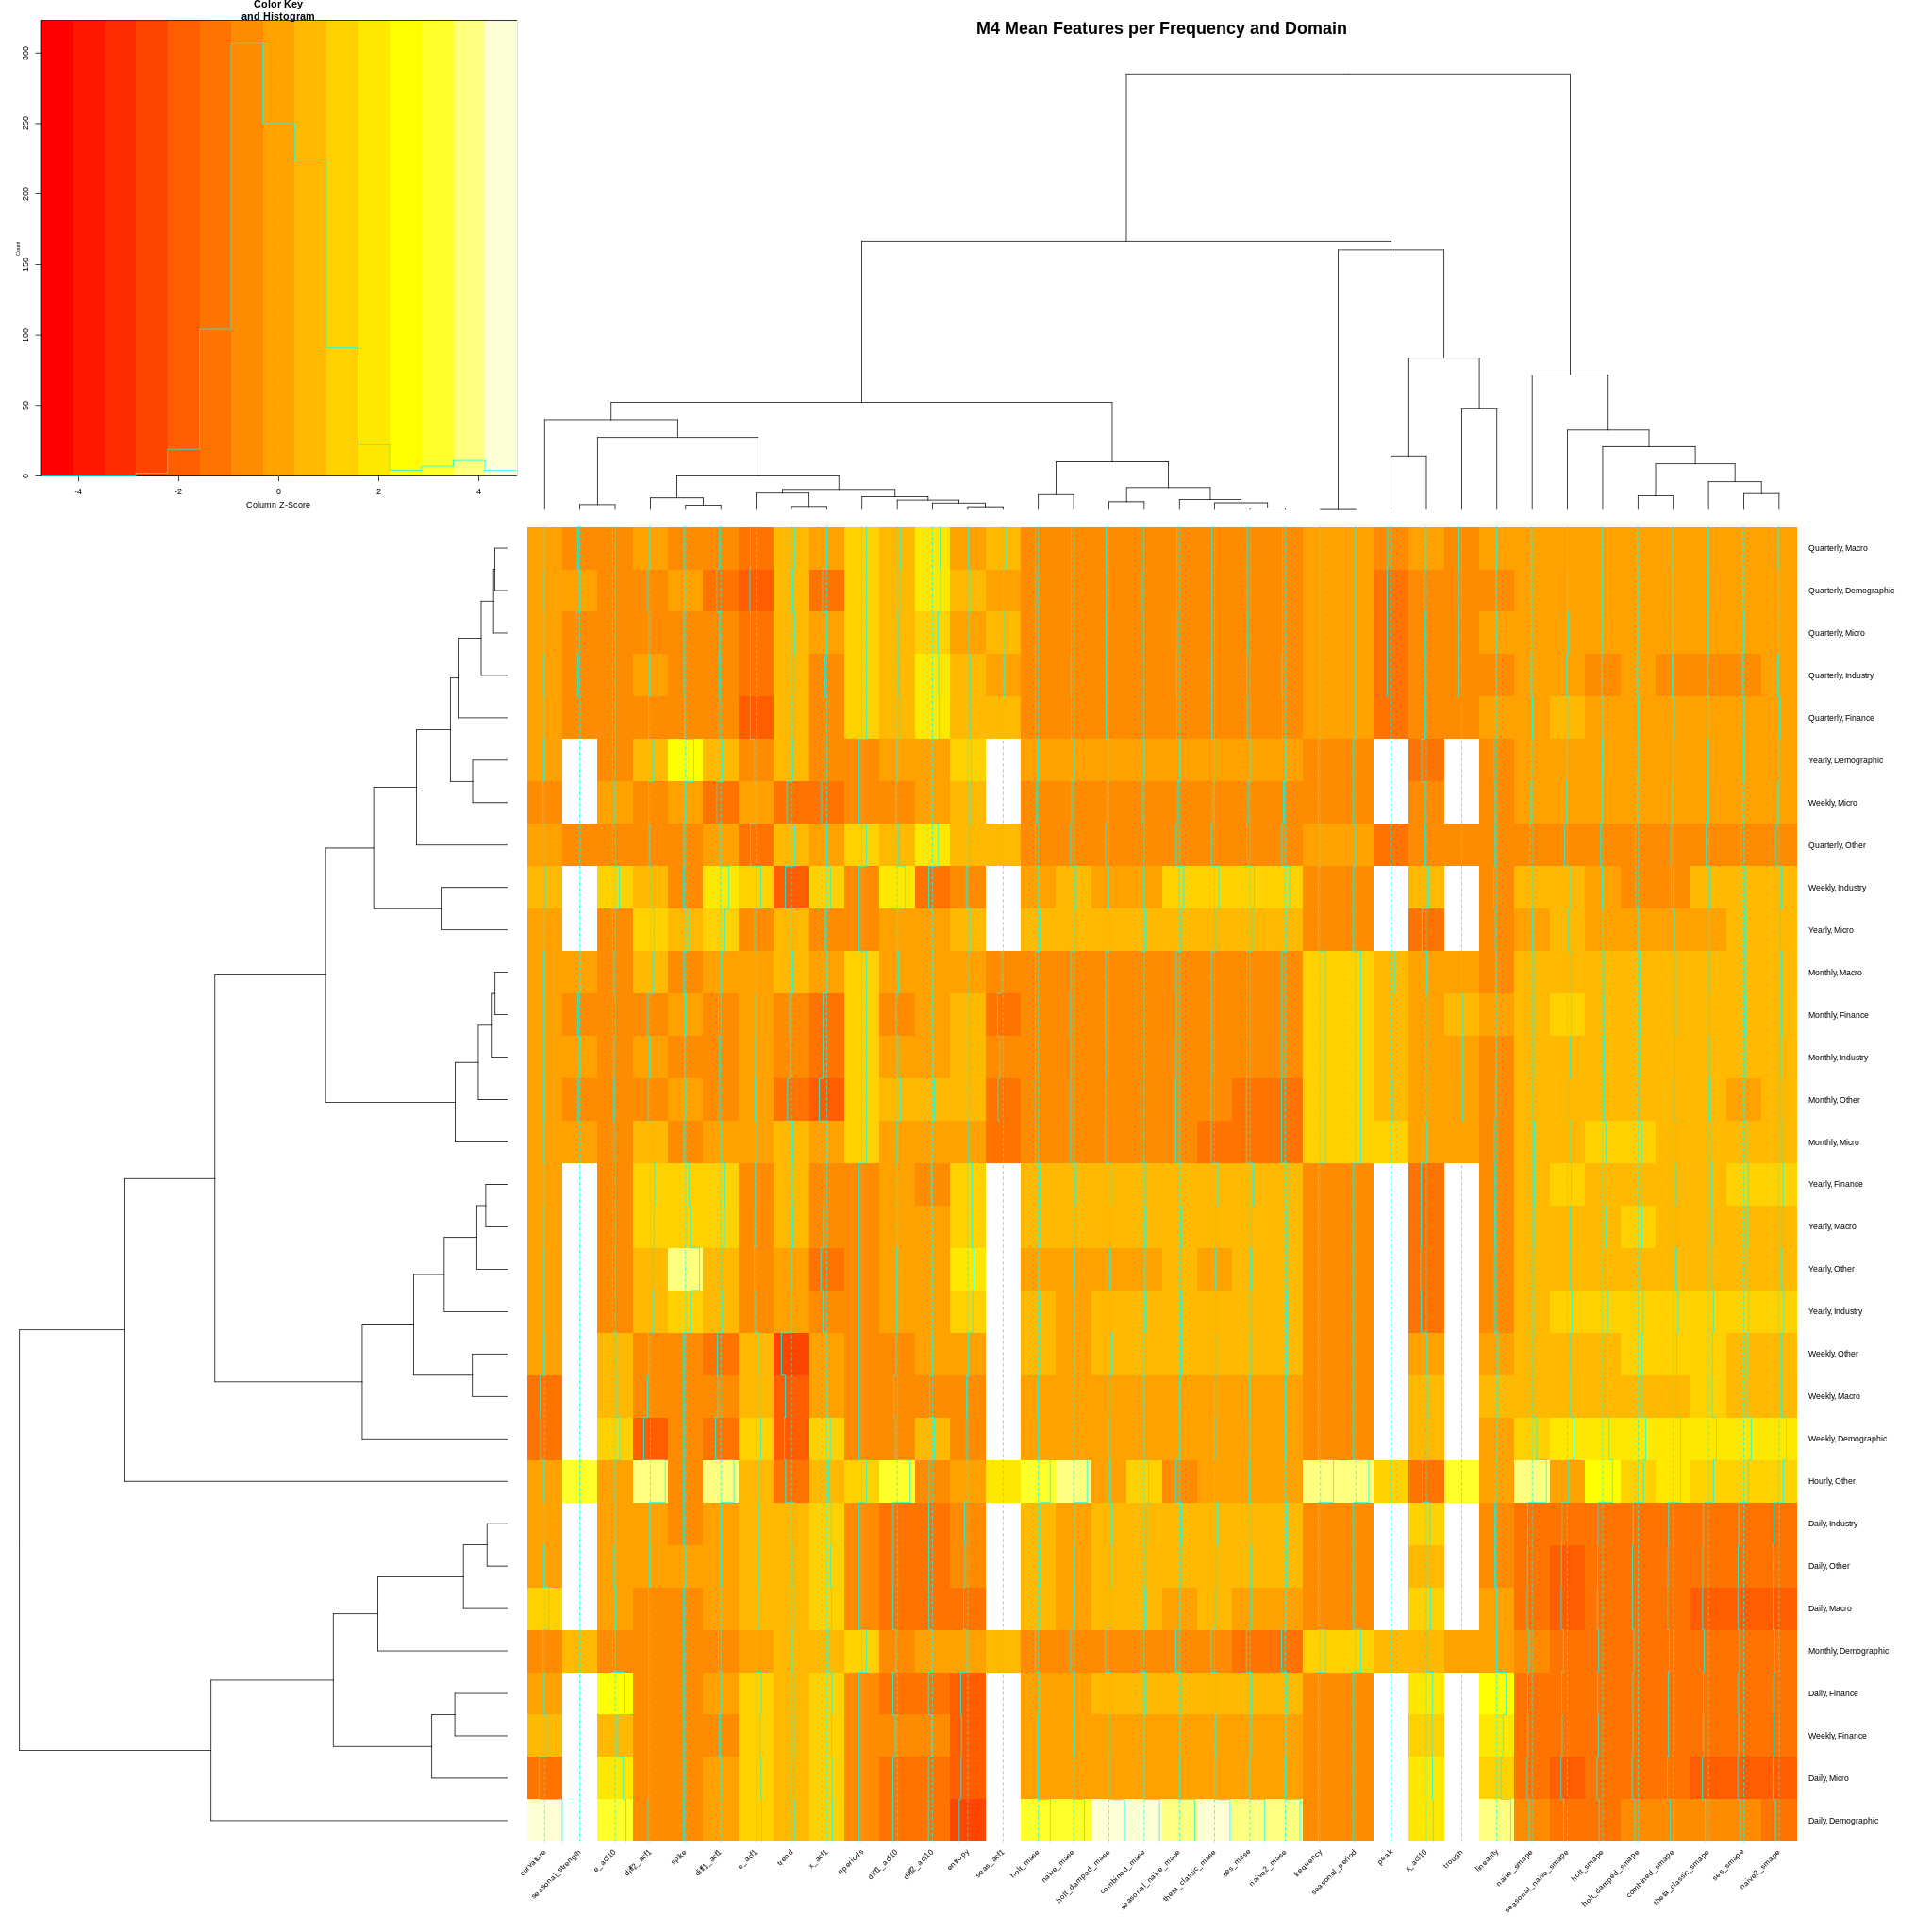 Color Key
and Histogram
M4 Mean Features per Frequency and Domain
300
250
200
150
100
50
0
Count
-4 -2 0 2 4
Column Z-Score
Quarterly, Macro
Quarterly, Demographic
Quarterly, Micro
Quarterly, Industry
Quarterly, Finance
Yearly, Demographic
Weekly, Micro
Quarterly, Other
Weekly, Industry
Yearly, Micro
Monthly, Macro
Monthly, Finance
Monthly, Industry
Monthly, Other
Monthly, Micro
Yearly, Finance
Yearly, Macro
Yearly, Other
Yearly, Industry
Weekly, Other
Weekly, Macro
Weekly, Demographic
Hourly, Other
Daily, Industry
Daily, Other
Daily, Macro
Monthly, Demographic
Daily, Finance
Weekly, Finance
Daily, Micro
Daily, Demographic
curvature
seasonal_strength
e_acf10
diff2_acf1
spike
diff1_acf1
e_acf1
trend
x_acf1
nperiods
diff1_acf10
diff2_acf10
entropy
seas_acf1
holt_mase
naive_mase
holt_damped_mase
combined_mase
seasonal_naive_mase
theta_classic_mase
ses_mase
naive2_mase
frequency
seasonal_period
peak
x_acf10
trough
linearity
naive_smape
seasonal_naive_smape
holt_smape
holt_damped_smape
combined_smape
theta_classic_smape
ses_smape
naive2_smape